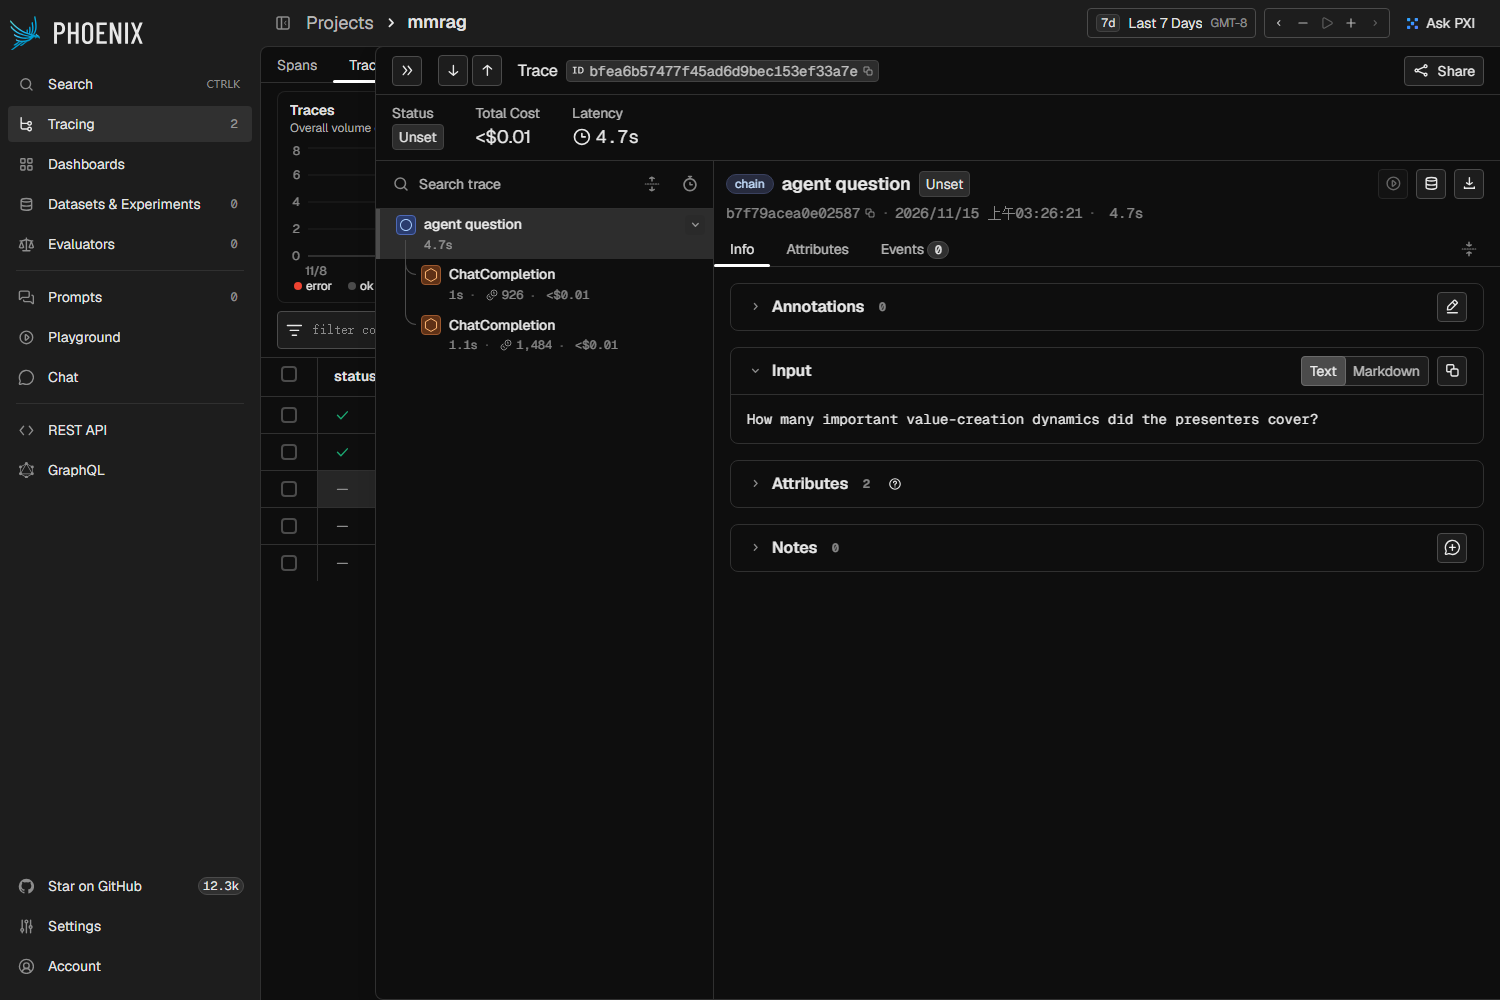 PHOENIX
Search CTRLK
Tracing 2
Dashboards
Datasets & Experiments 0
Evaluators 0
Prompts 0
Playground
Chat
REST API
GraphQL
Star on GitHub 12.3k
Settings
Account
Projects › mmrag
7d Last 7 Days GMT-8
Ask PXI
Spans
Traces
Overall volume
8
6
4
2
0
11/8
error ok
filter co
status
Trace ID bfea6b57477f45ad6d9bec153ef33a7e
Share
Status Total Cost Latency
Unset <$0.01 4.7s
Search trace
agent question
4.7s
ChatCompletion
1s · 926 · <$0.01
ChatCompletion
1.1s · 1,484 · <$0.01
chain agent question Unset
b7f79acea0e02587 · 2026/11/15 上午03:26:21 · 4.7s
Info Attributes Events 0
Annotations 0
Input Text Markdown
How many important value-creation dynamics did the presenters cover?
Attributes 2
Notes 0